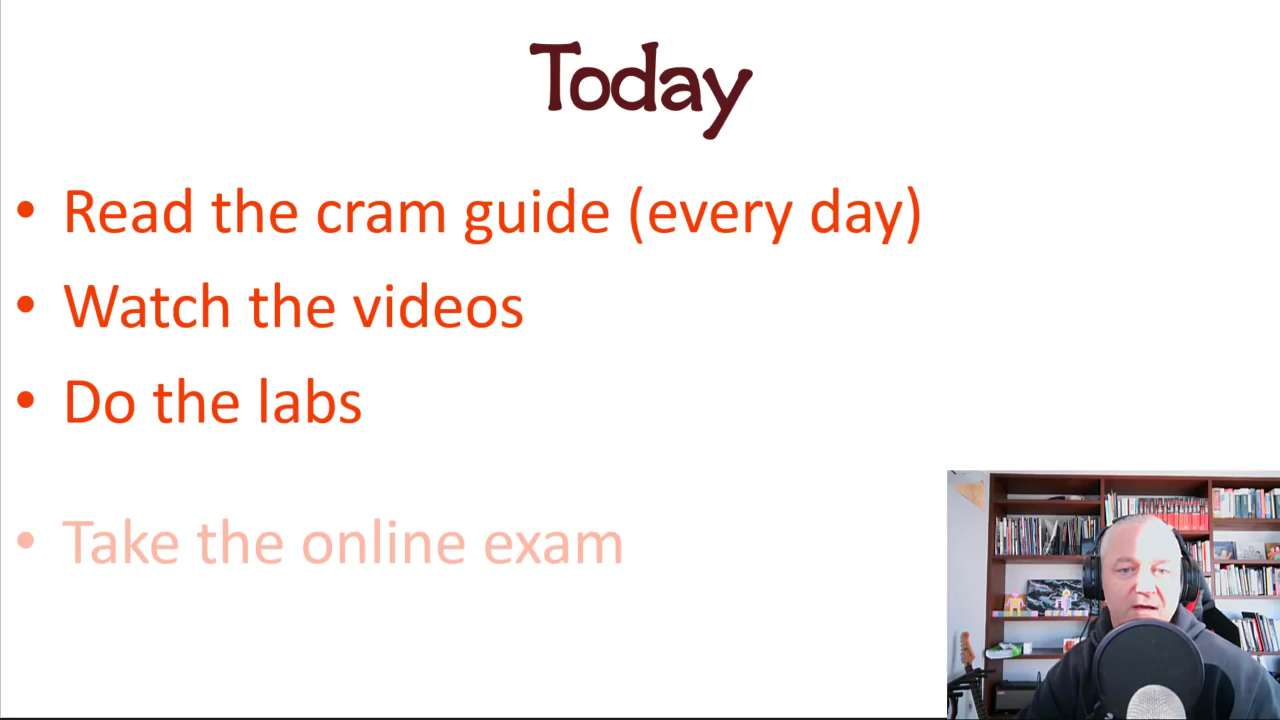 Today
• Read the cram guide (every day)
• Watch the videos
• Do the labs
• Take the online exam